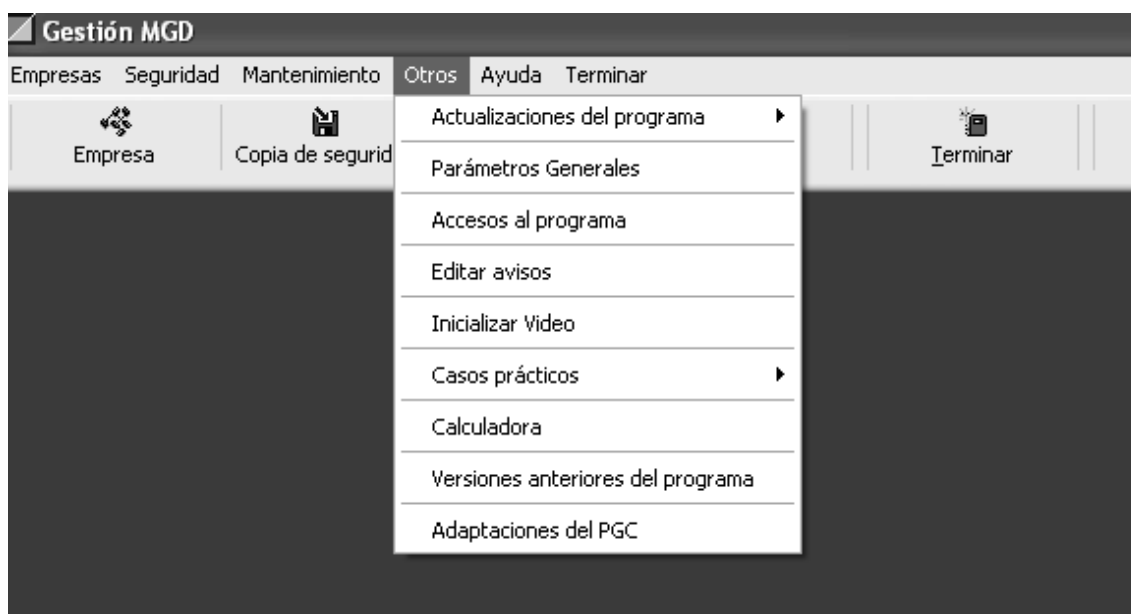 Gestión MGD
Empresas Seguridad Mantenimiento Otros Ayuda Terminar
Empresa Copia de segurid Terminar
Actualizaciones del programa
Parámetros Generales
Accesos al programa
Editar avisos
Inicializar Video
Casos prácticos
Calculadora
Versiones anteriores del programa
Adaptaciones del PGC